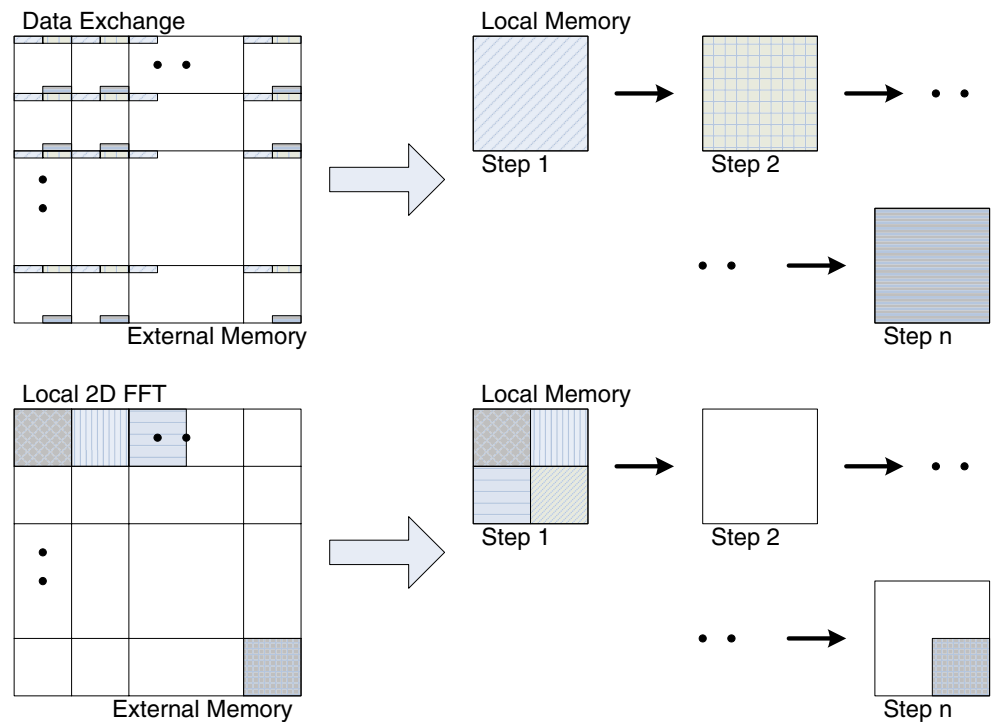 Data Exchange
Local Memory
Step 1
Step 2
External Memory
Step n
Local 2D FFT
Local Memory
Step 1
Step 2
External Memory
Step n